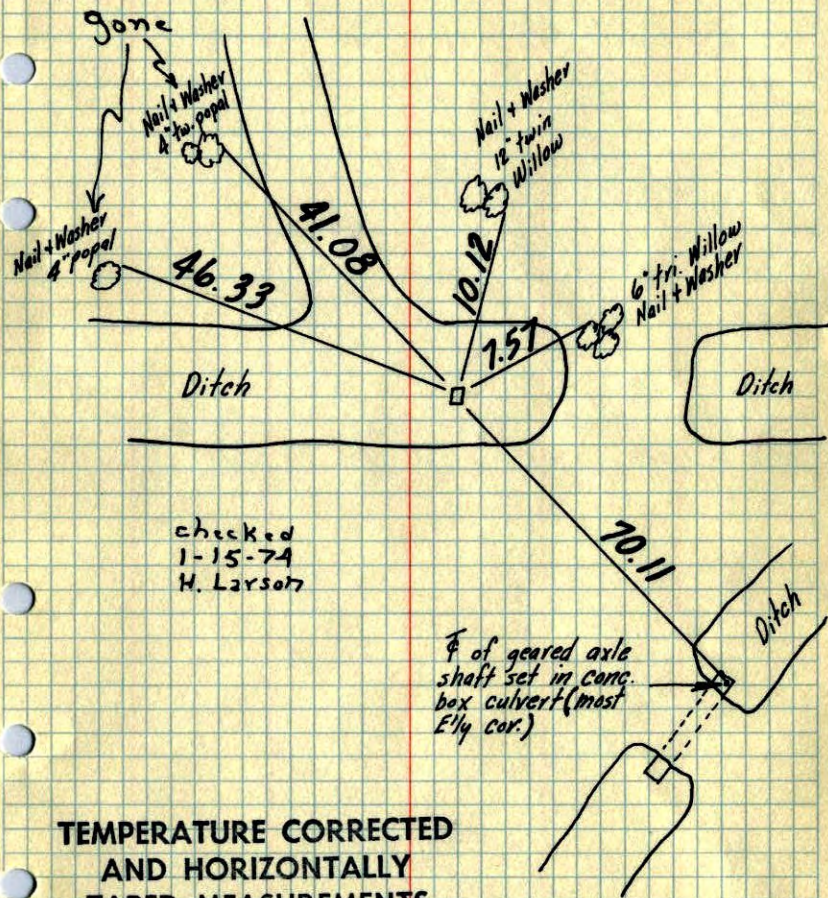 gone
Nail + Washer
4" tw. popal
Nail + Washer
4" popal
Nail + Washer
12" twin
Willow
6" tri. Willow
Nail + Washer
41.08
46.33
10.12
7.57
Ditch
Ditch
checked
1-15-74
H. Larson
70.11
Ditch
℄ of geared axle
shaft set in conc.
box culvert (most
E'ly cor.)
TEMPERATURE CORRECTED
AND HORIZONTALLY
TAPED MEASUREMENTS